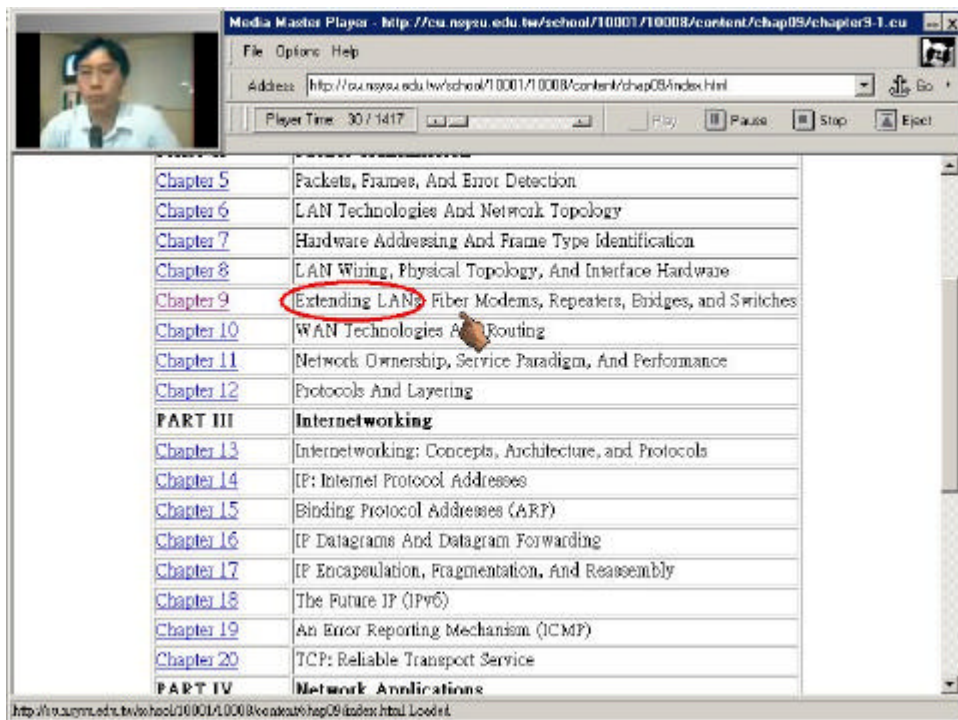 Media Master Player - http://cu.nsysu.edu.tw/school/10001/10008/content/chap09/chapter9-1.cu
File Options Help
Address http://cu.nsysu.edu.tw/school/10001/10008/content/chap09/index.html Go
Player Time: 30 / 1417 Play Pause Stop Eject
Chapter 5 Packets, Frames, And Error Detection
Chapter 6 LAN Technologies And Network Topology
Chapter 7 Hardware Addressing And Frame Type Identification
Chapter 8 LAN Wiring, Physical Topology, And Interface Hardware
Chapter 9 Extending LANs: Fiber Modems, Repeaters, Bridges, and Switches
Chapter 10 WAN Technologies And Routing
Chapter 11 Network Ownership, Service Paradigm, And Performance
Chapter 12 Protocols And Layering
PART III Internetworking
Chapter 13 Internetworking: Concepts, Architecture, and Protocols
Chapter 14 IP: Internet Protocol Addresses
Chapter 15 Binding Protocol Addresses (ARP)
Chapter 16 IP Datagrams And Datagram Forwarding
Chapter 17 IP Encapsulation, Fragmentation, And Reassembly
Chapter 18 The Future IP (IPv6)
Chapter 19 An Error Reporting Mechanism (ICMP)
Chapter 20 TCP: Reliable Transport Service
PART IV Network Applications
http://cu.nsysu.edu.tw/school/10001/10008/content/chap09/index.html Loaded